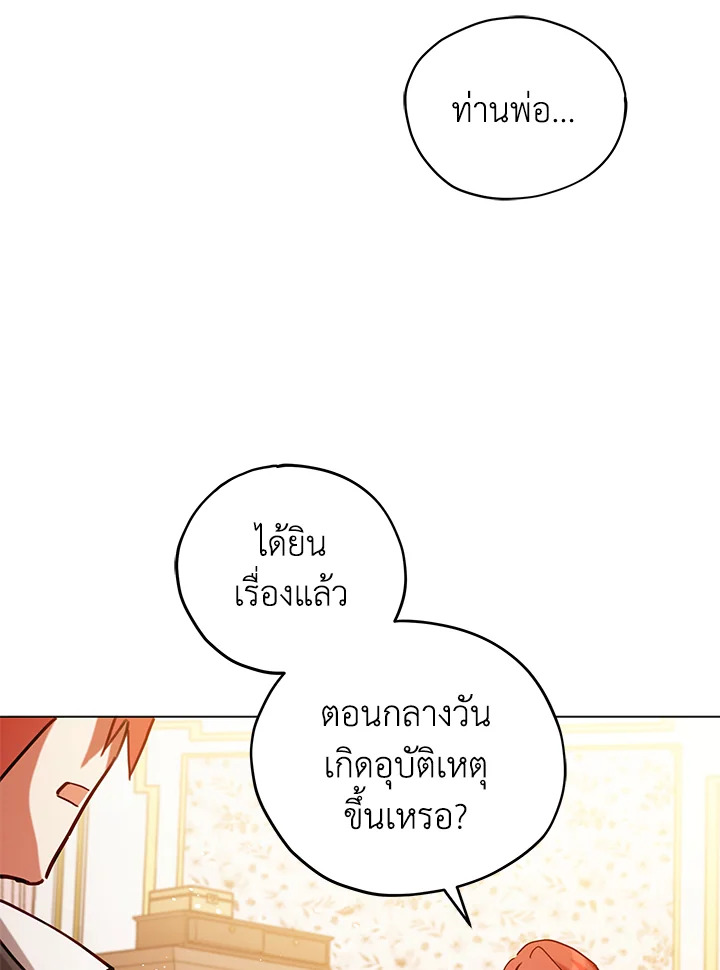 ท่านพ่อ...
ได้ยิน
เรื่องแล้ว
ตอนกลางวัน
เกิดอุบัติเหตุ
ขึ้นเหรอ?